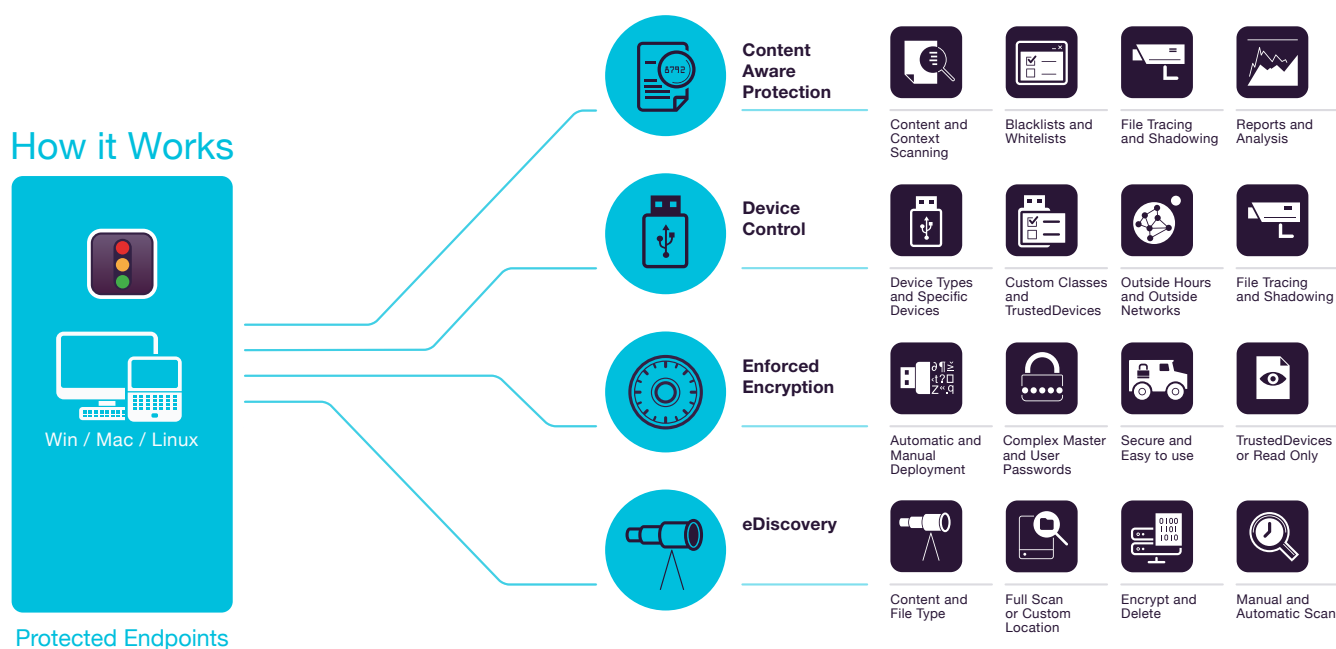 How it Works
Win / Mac / Linux
Protected Endpoints
8792
Content
Aware
Protection
Content and
Context
Scanning
Blacklists and
Whitelists
File Tracing
and Shadowing
Reports and
Analysis
Device
Control
Device Types
and Specific
Devices
Custom Classes
and
TrustedDevices
Outside Hours
and Outside
Networks
File Tracing
and Shadowing
Enforced
Encryption
Automatic and
Manual
Deployment
Complex Master
and User
Passwords
Secure and
Easy to use
TrustedDevices
or Read Only
eDiscovery
Content and
File Type
Full Scan
or Custom
Location
0100
1101
1010
Encrypt and
Delete
Manual and
Automatic Scan